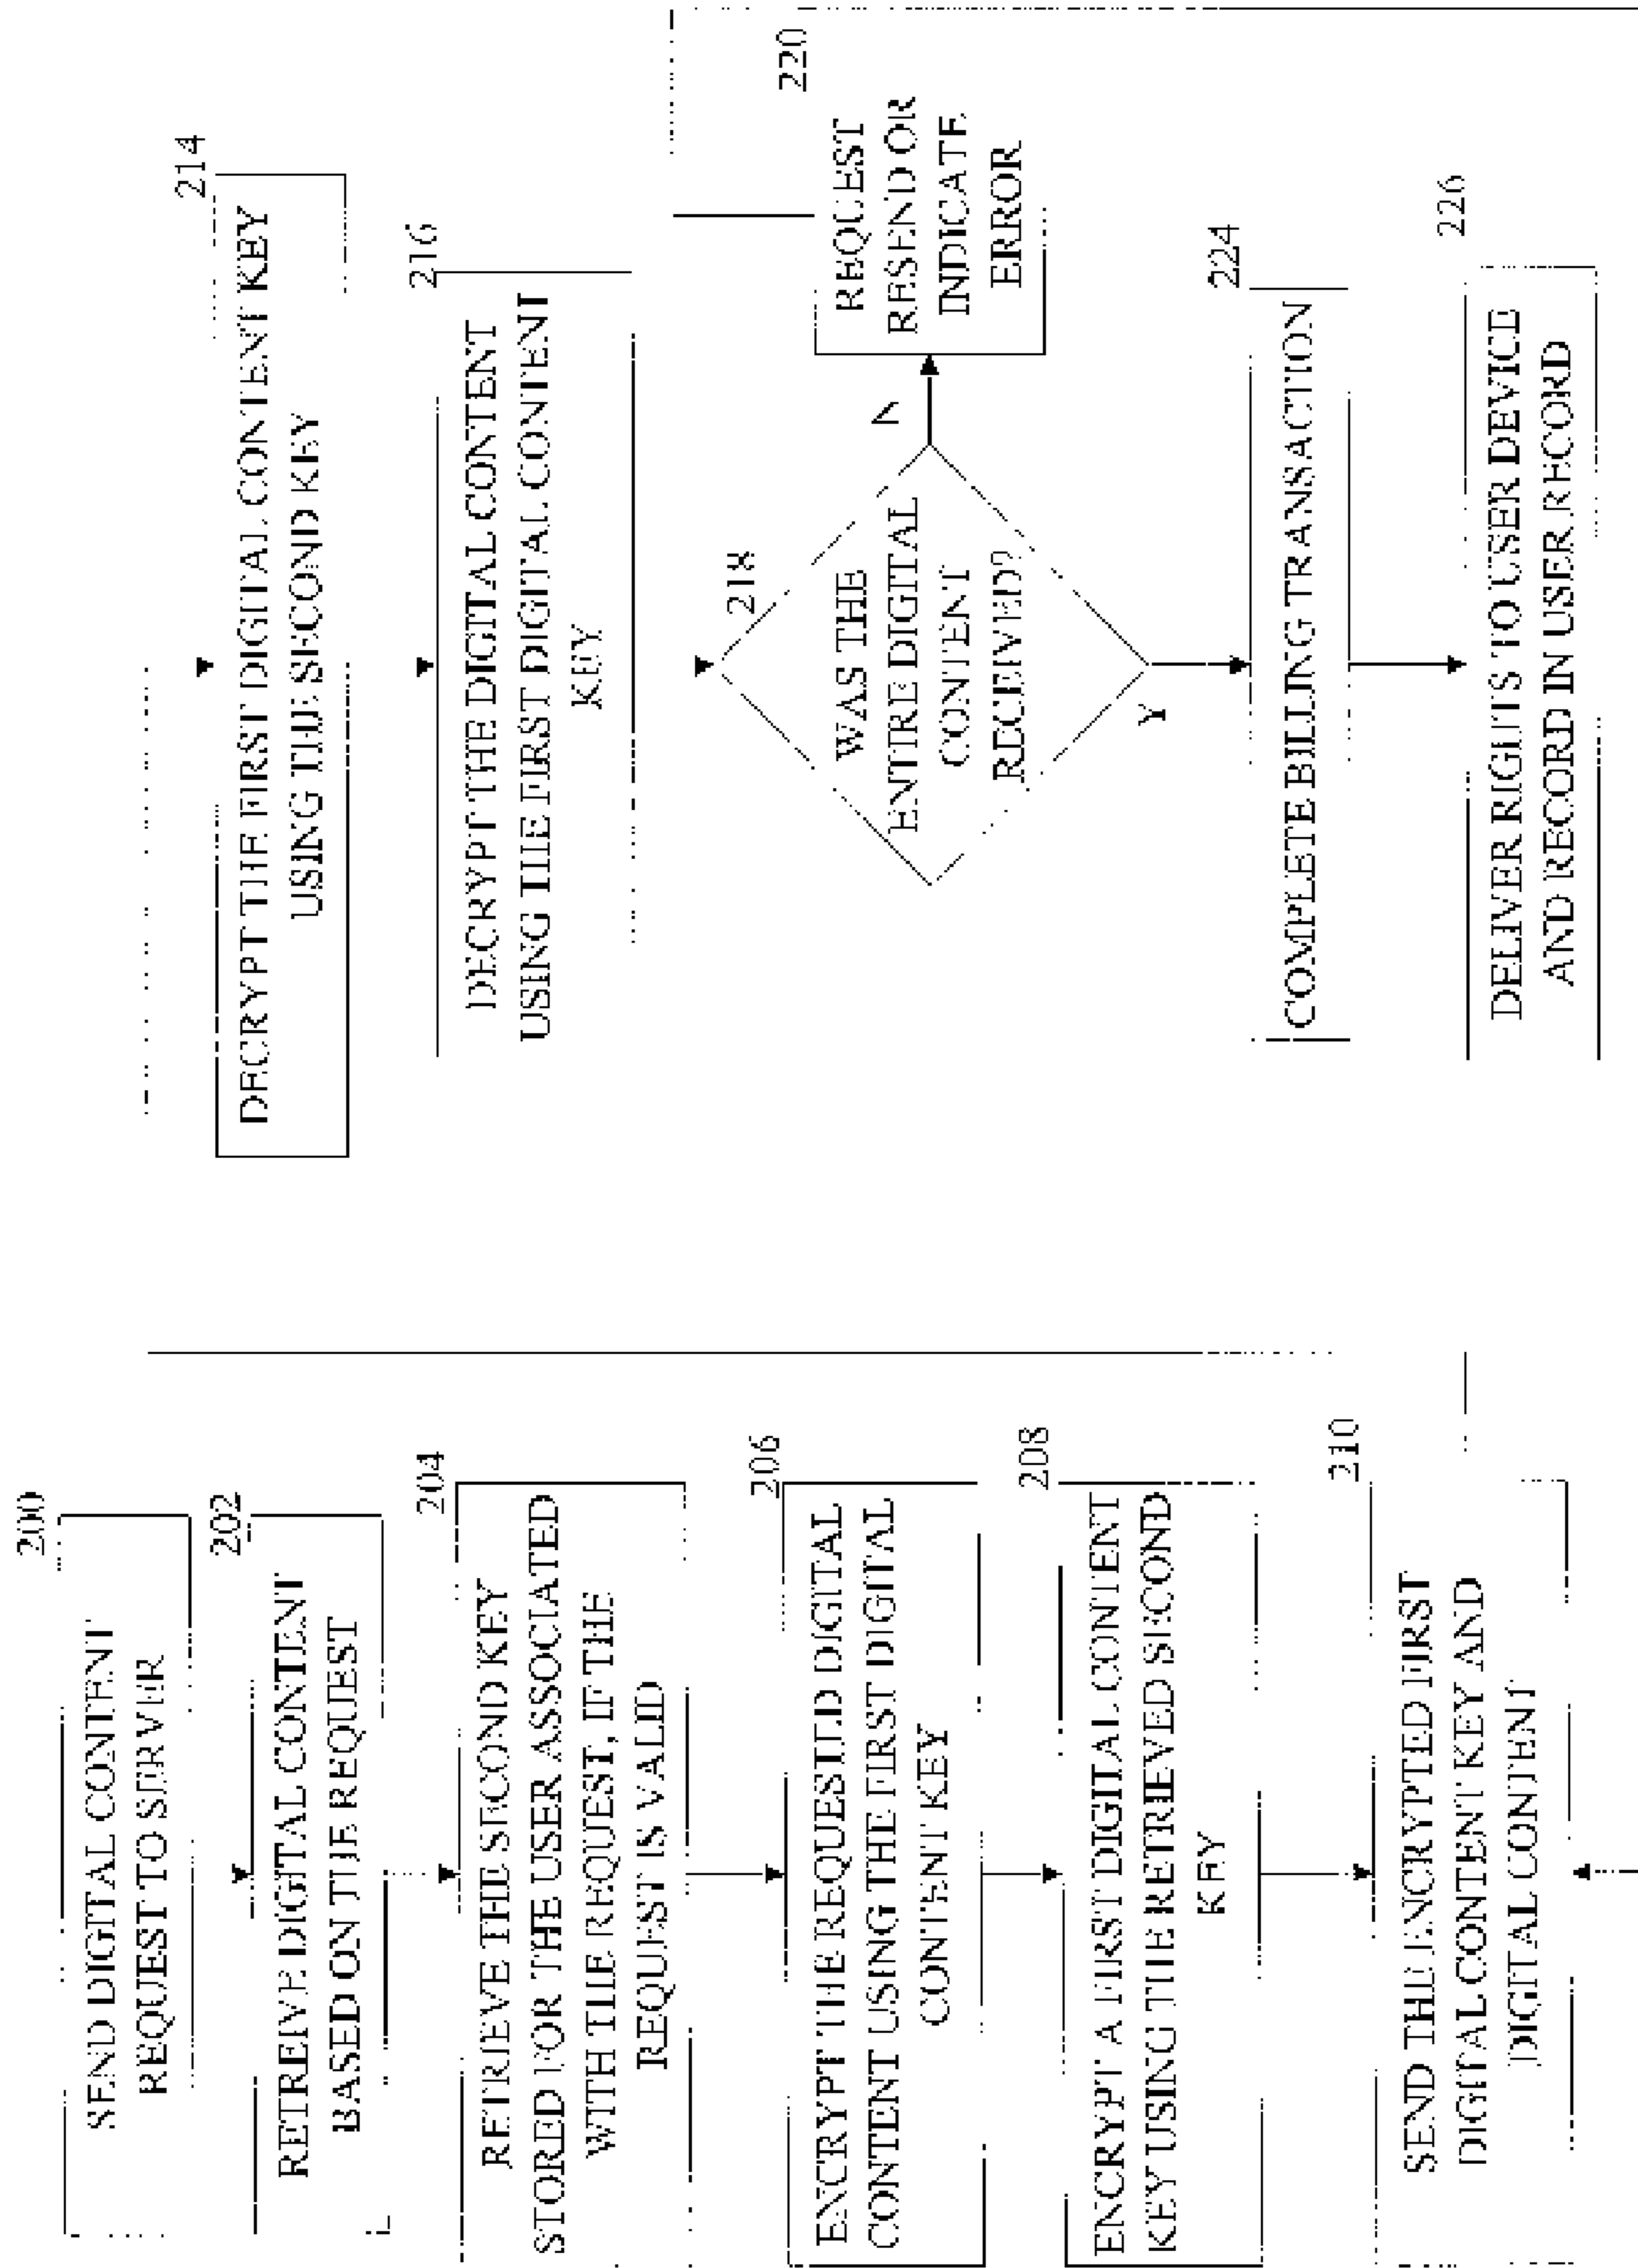 200
SEND DIGITAL CONTENT
REQUEST TO SERVER
202
RETREIVE DIGITAL CONTENT
BASED ON THE REQUEST
204
RETRIEVE THE SECOND KEY
STORED FOR THE USER ASSOCIATED
WITH THE REQUEST, IF THE
REQUEST IS VALID
206
ENCRYPT THE REQUESTED DIGITAL
CONTENT USING THE FIRST DIGITAL
CONTENT KEY
208
ENCRYPT A FIRST DIGITAL CONTENT
KEY USING THE RETRIEVED SECOND
KEY
210
SEND THE ENCRYPTED FIRST
DIGITAL CONTENT KEY AND
DIGITAL CONTENT
214
DECRYPT THE FIRST DIGITAL CONTENT KEY
USING THE SECOND KEY
216
DECRYPT THE DIGITAL CONTENT
USING THE FIRST DIGITAL CONTENT
KEY
218
WAS THE
ENTIRE DIGITAL
CONTENT
RECEIVED?
N
Y
220
REQUEST
RESEND OR
INDICATE
ERROR
224
COMPLETE BILLING TRANSACTION
226
DELIVER RIGHTS TO USER DEVICE
AND RECORD IN USER RECORD